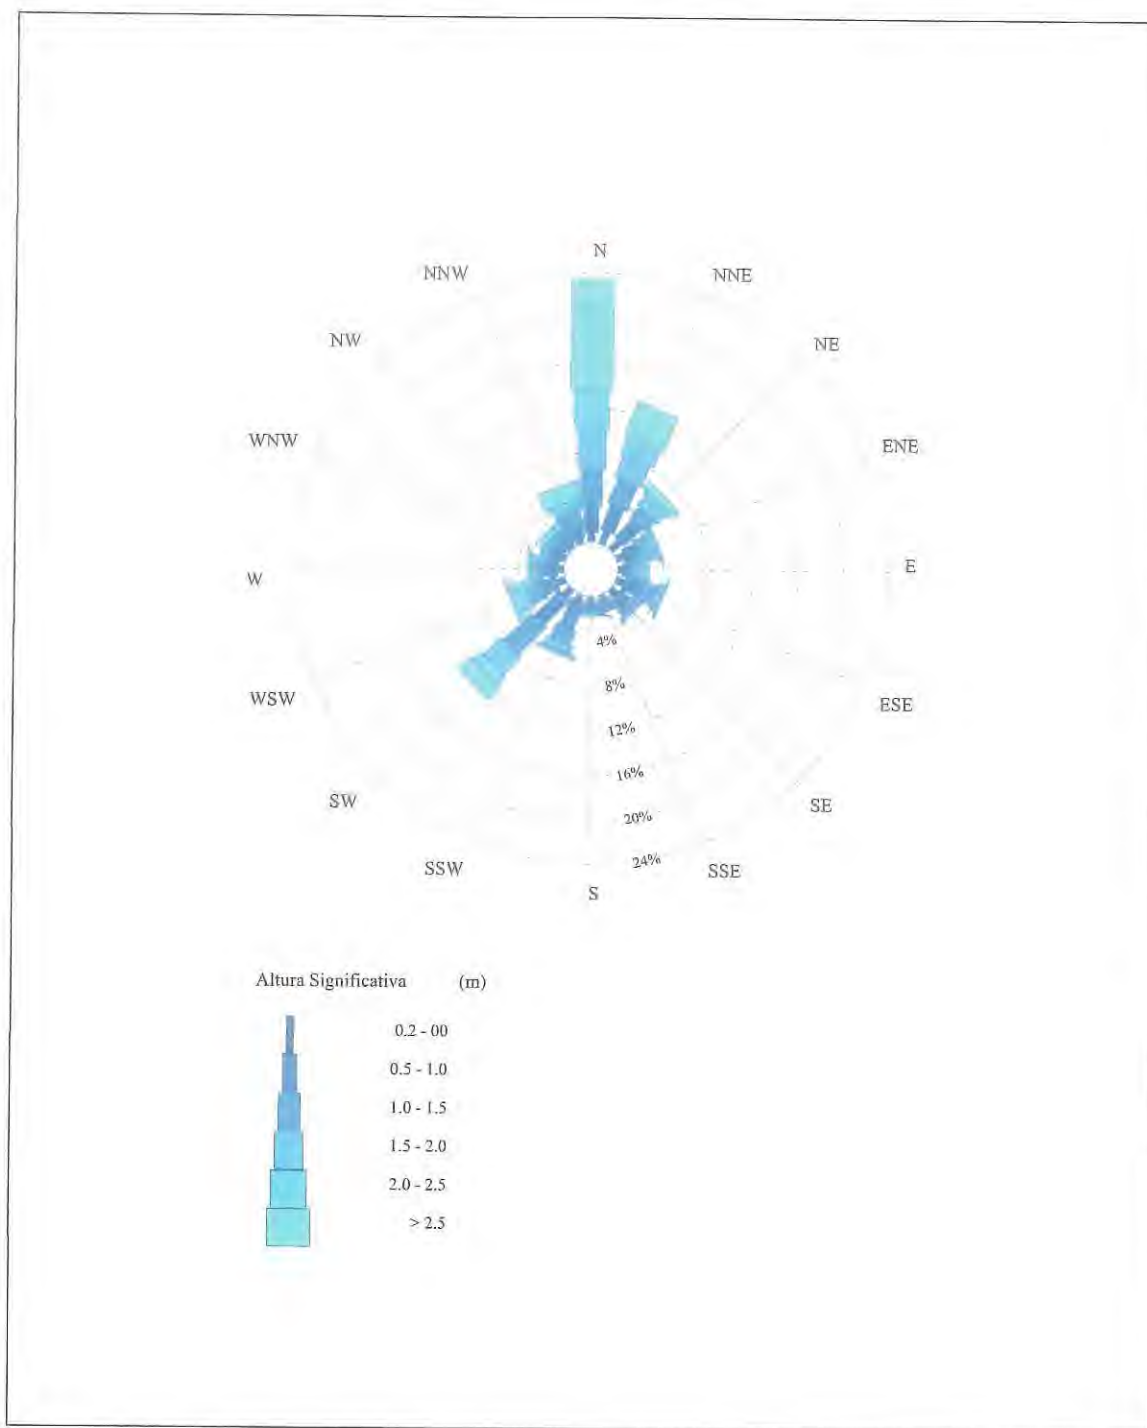 N
NNW
NNE
NW
NE
WNW
ENE
W
E
4%
8%
WSW
ESE
12%
16%
SW
SE
20%
24%
SSW
SSE
S
Altura Significativa (m)
0.2 - 00
0.5 - 1.0
1.0 - 1.5
1.5 - 2.0
2.0 - 2.5
> 2.5